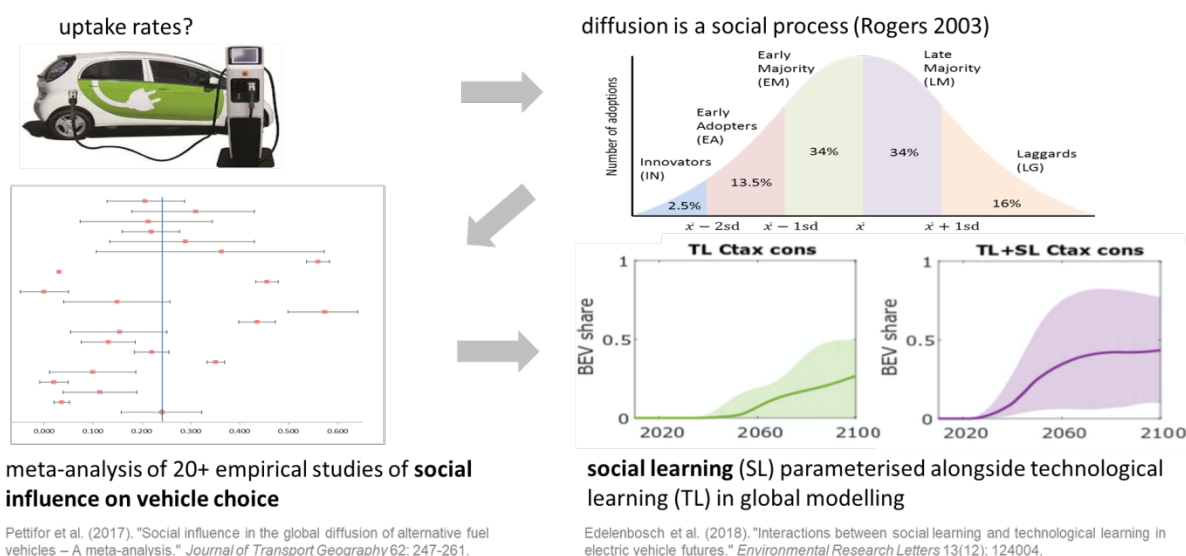 uptake rates?
diffusion is a social process (Rogers 2003)
Number of adoptions
Innovators
(IN)
Early
Adopters
(EA)
Early
Majority
(EM)
Late
Majority
(LM)
Laggards
(LG)
2.5%
13.5%
34%
34%
16%
x̄ − 2sd
x̄ − 1sd
x̄
x̄ + 1sd
0.000
0.100
0.200
0.300
0.400
0.500
0.600
TL Ctax cons
BEV share
1
0.5
0
2020
2060
2100
TL+SL Ctax cons
BEV share
1
0.5
0
2020
2060
2100
meta-analysis of 20+ empirical studies of social
influence on vehicle choice
Pettifor et al. (2017). "Social influence in the global diffusion of alternative fuel
vehicles – A meta-analysis." Journal of Transport Geography 62: 247-261.
social learning (SL) parameterised alongside technological
learning (TL) in global modelling
Edelenbosch et al. (2018). "Interactions between social learning and technological learning in
electric vehicle futures." Environmental Research Letters 13(12): 124004.